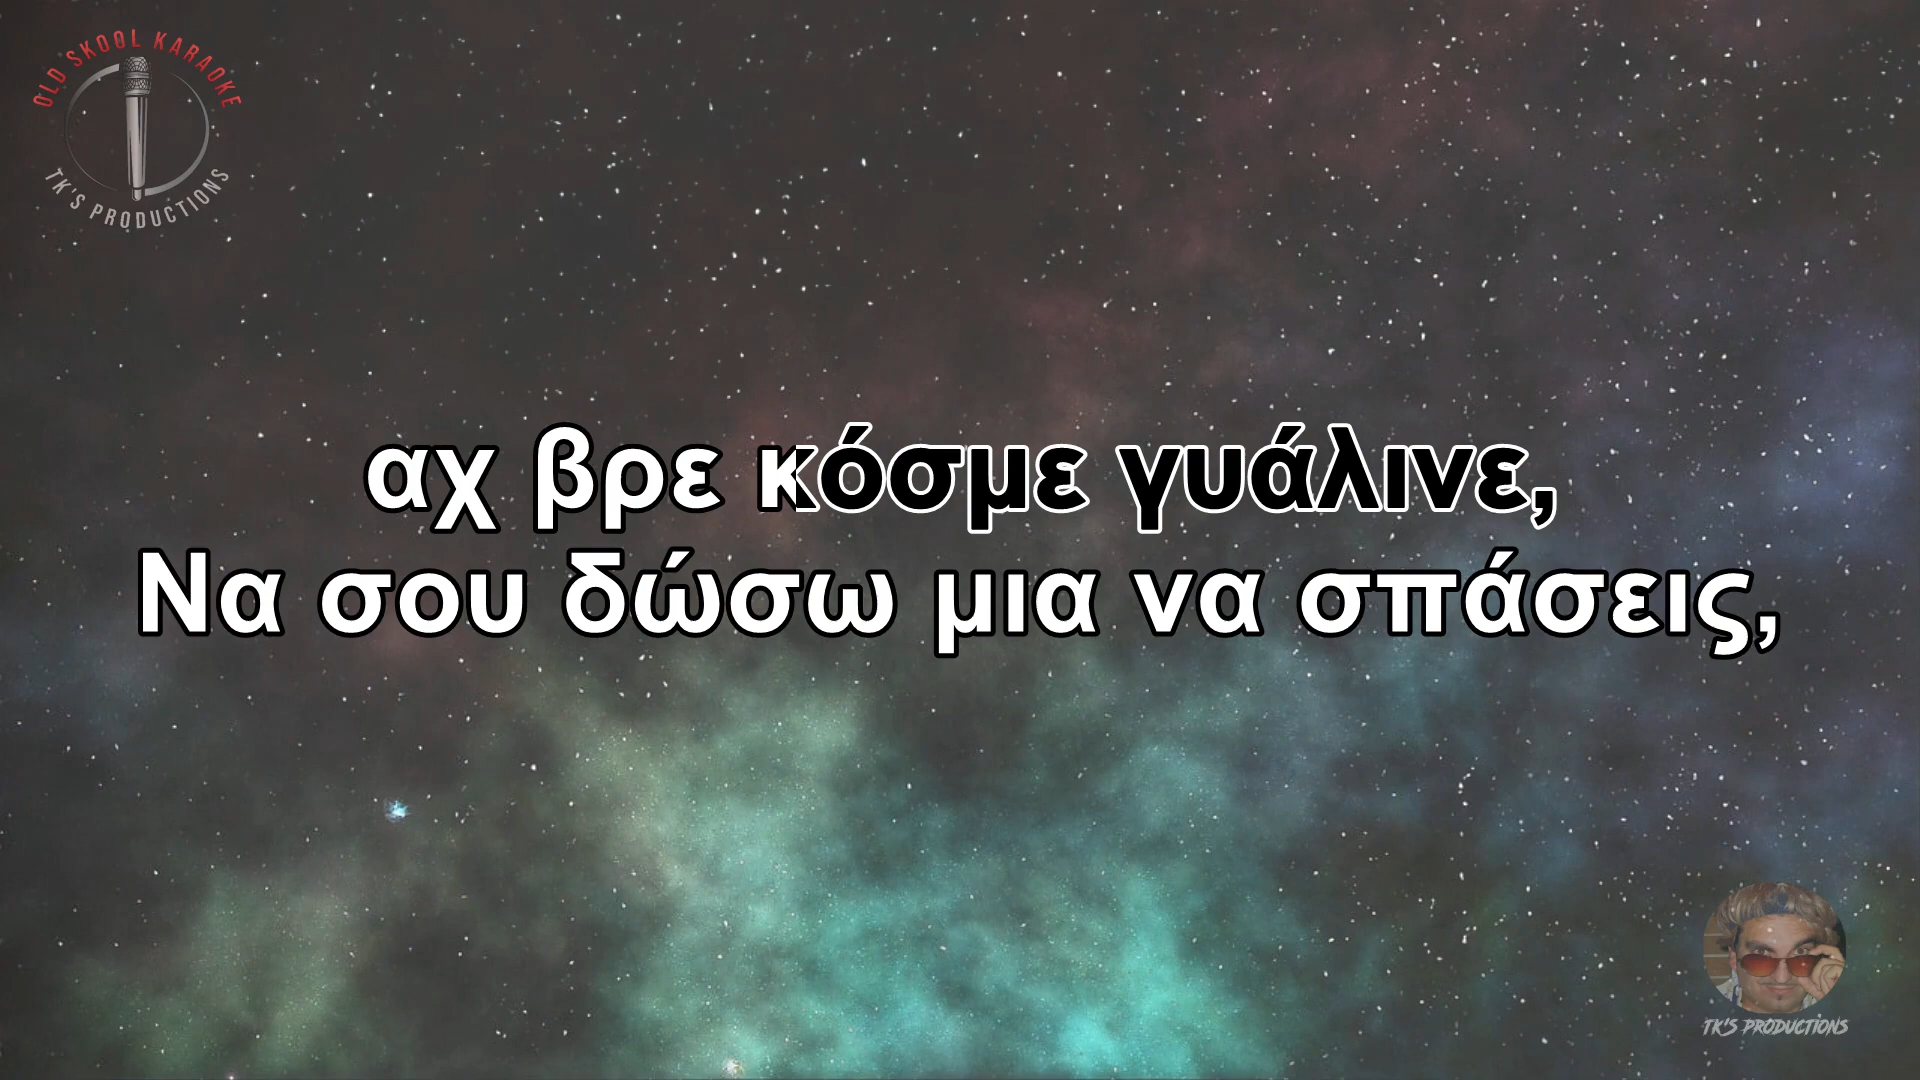 OLD SKOOL KARAOKE
TK'S PRODUCTIONS
αχ βρε κόσμε γυάλινε,
Να σου δώσω μια να σπάσεις,
TK'S PRODUCTIONS